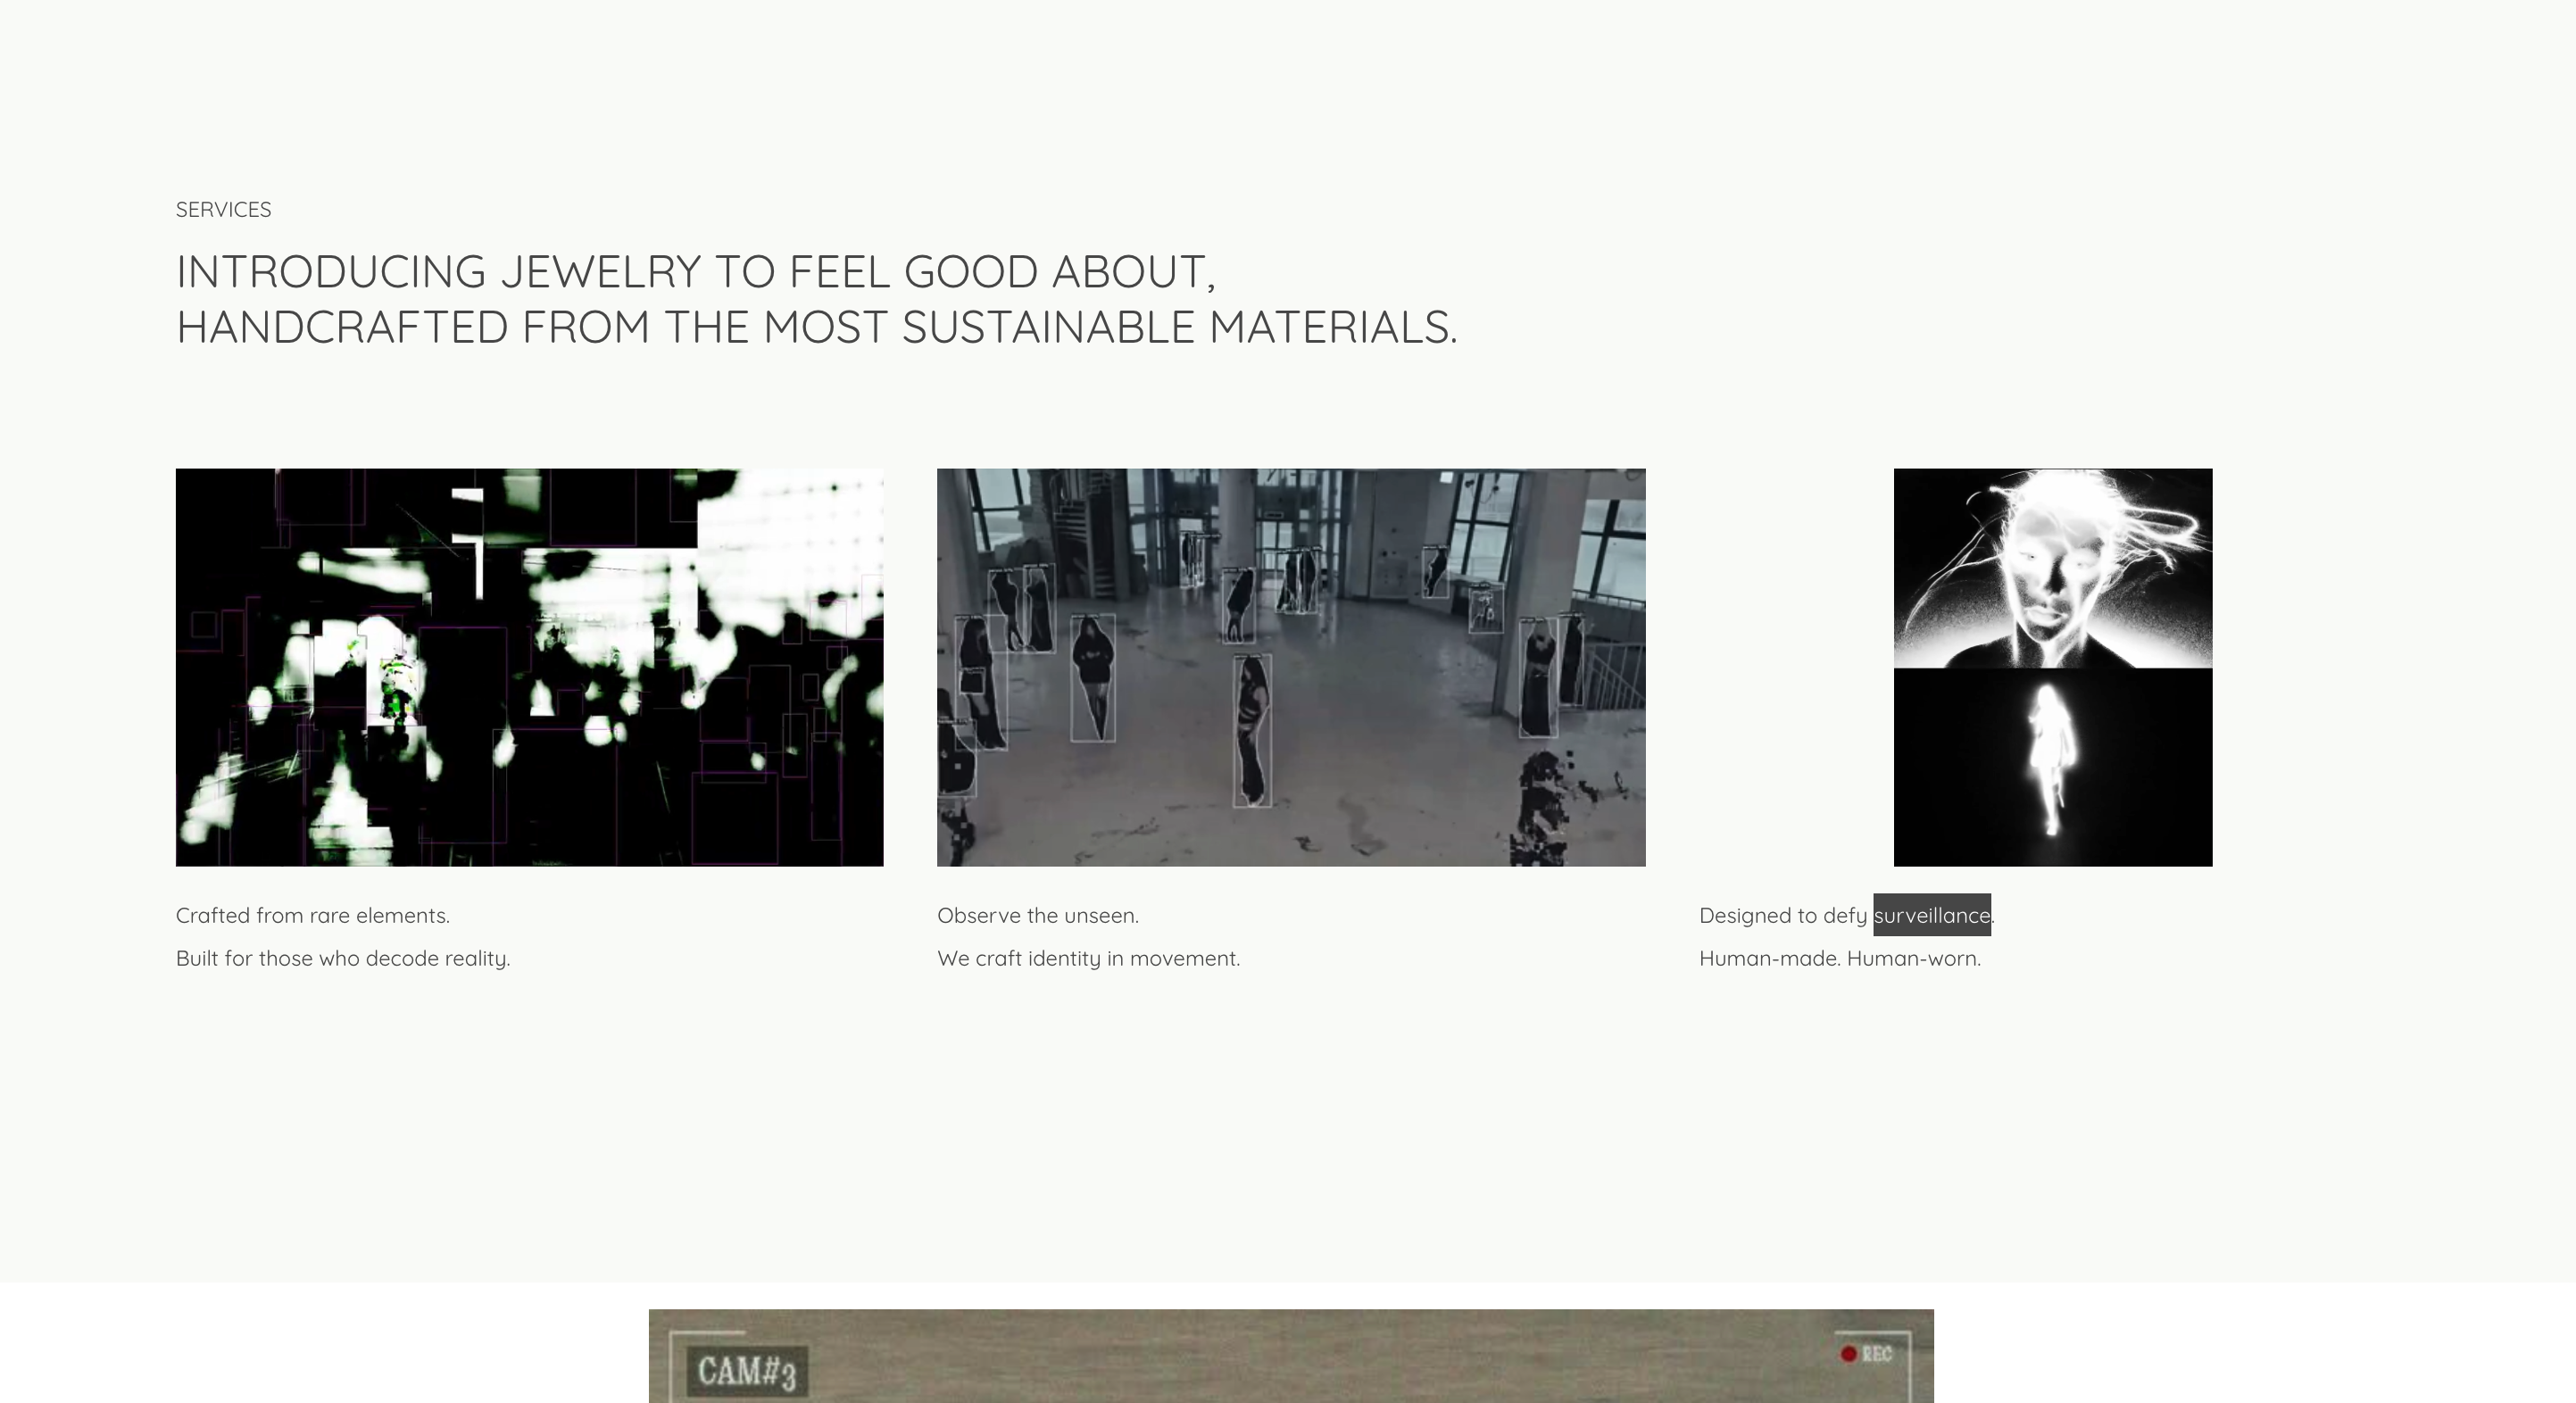 SERVICES
INTRODUCING JEWELRY TO FEEL GOOD ABOUT,
HANDCRAFTED FROM THE MOST SUSTAINABLE MATERIALS.
Crafted from rare elements.
Built for those who decode reality.
Observe the unseen.
We craft identity in movement.
Designed to defy surveillance.
Human-made. Human-worn.
CAM#3
REC